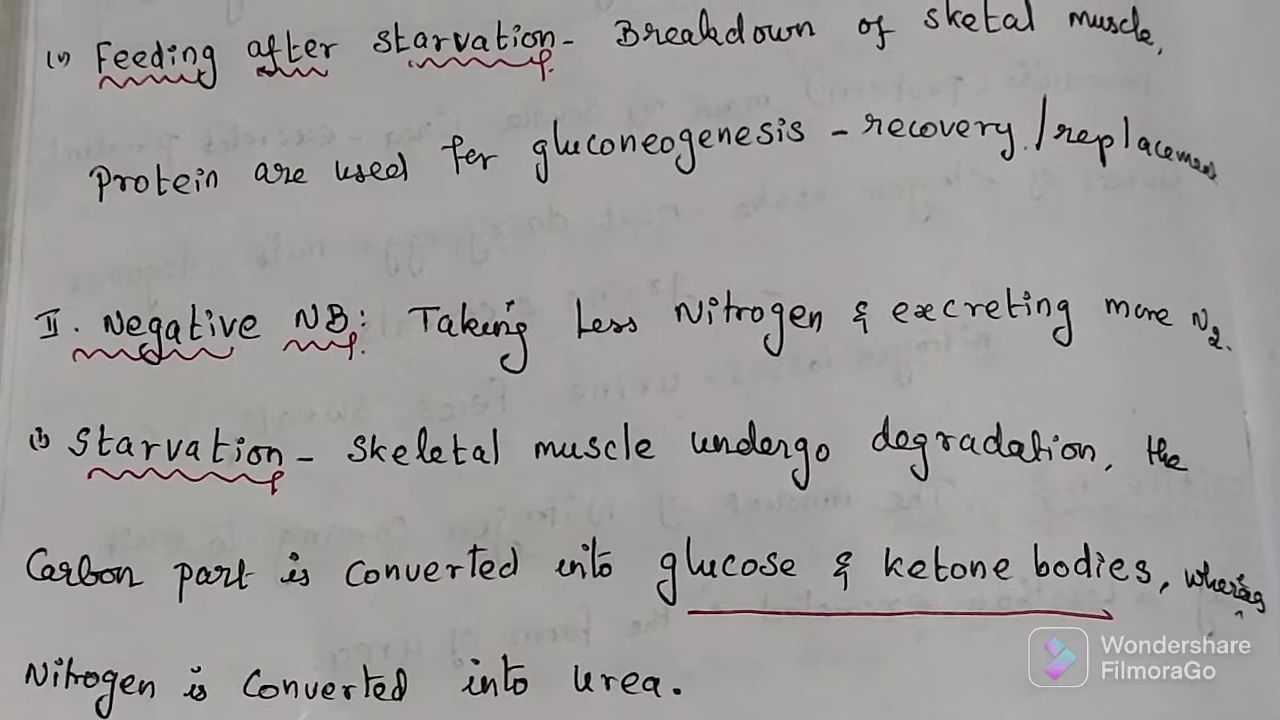 (v) Feeding after starvation - Breakdown of sketal muscle,
Protein are used for gluconeogenesis - recovery/replacement
II. Negative NB: Taking less Nitrogen & excreting more N2.
(i) Starvation - Skeletal muscle undergo degradation, the
Carbon part is converted into glucose & ketone bodies, whereas
Nitrogen is converted into urea.
Wondershare
FilmoraGo